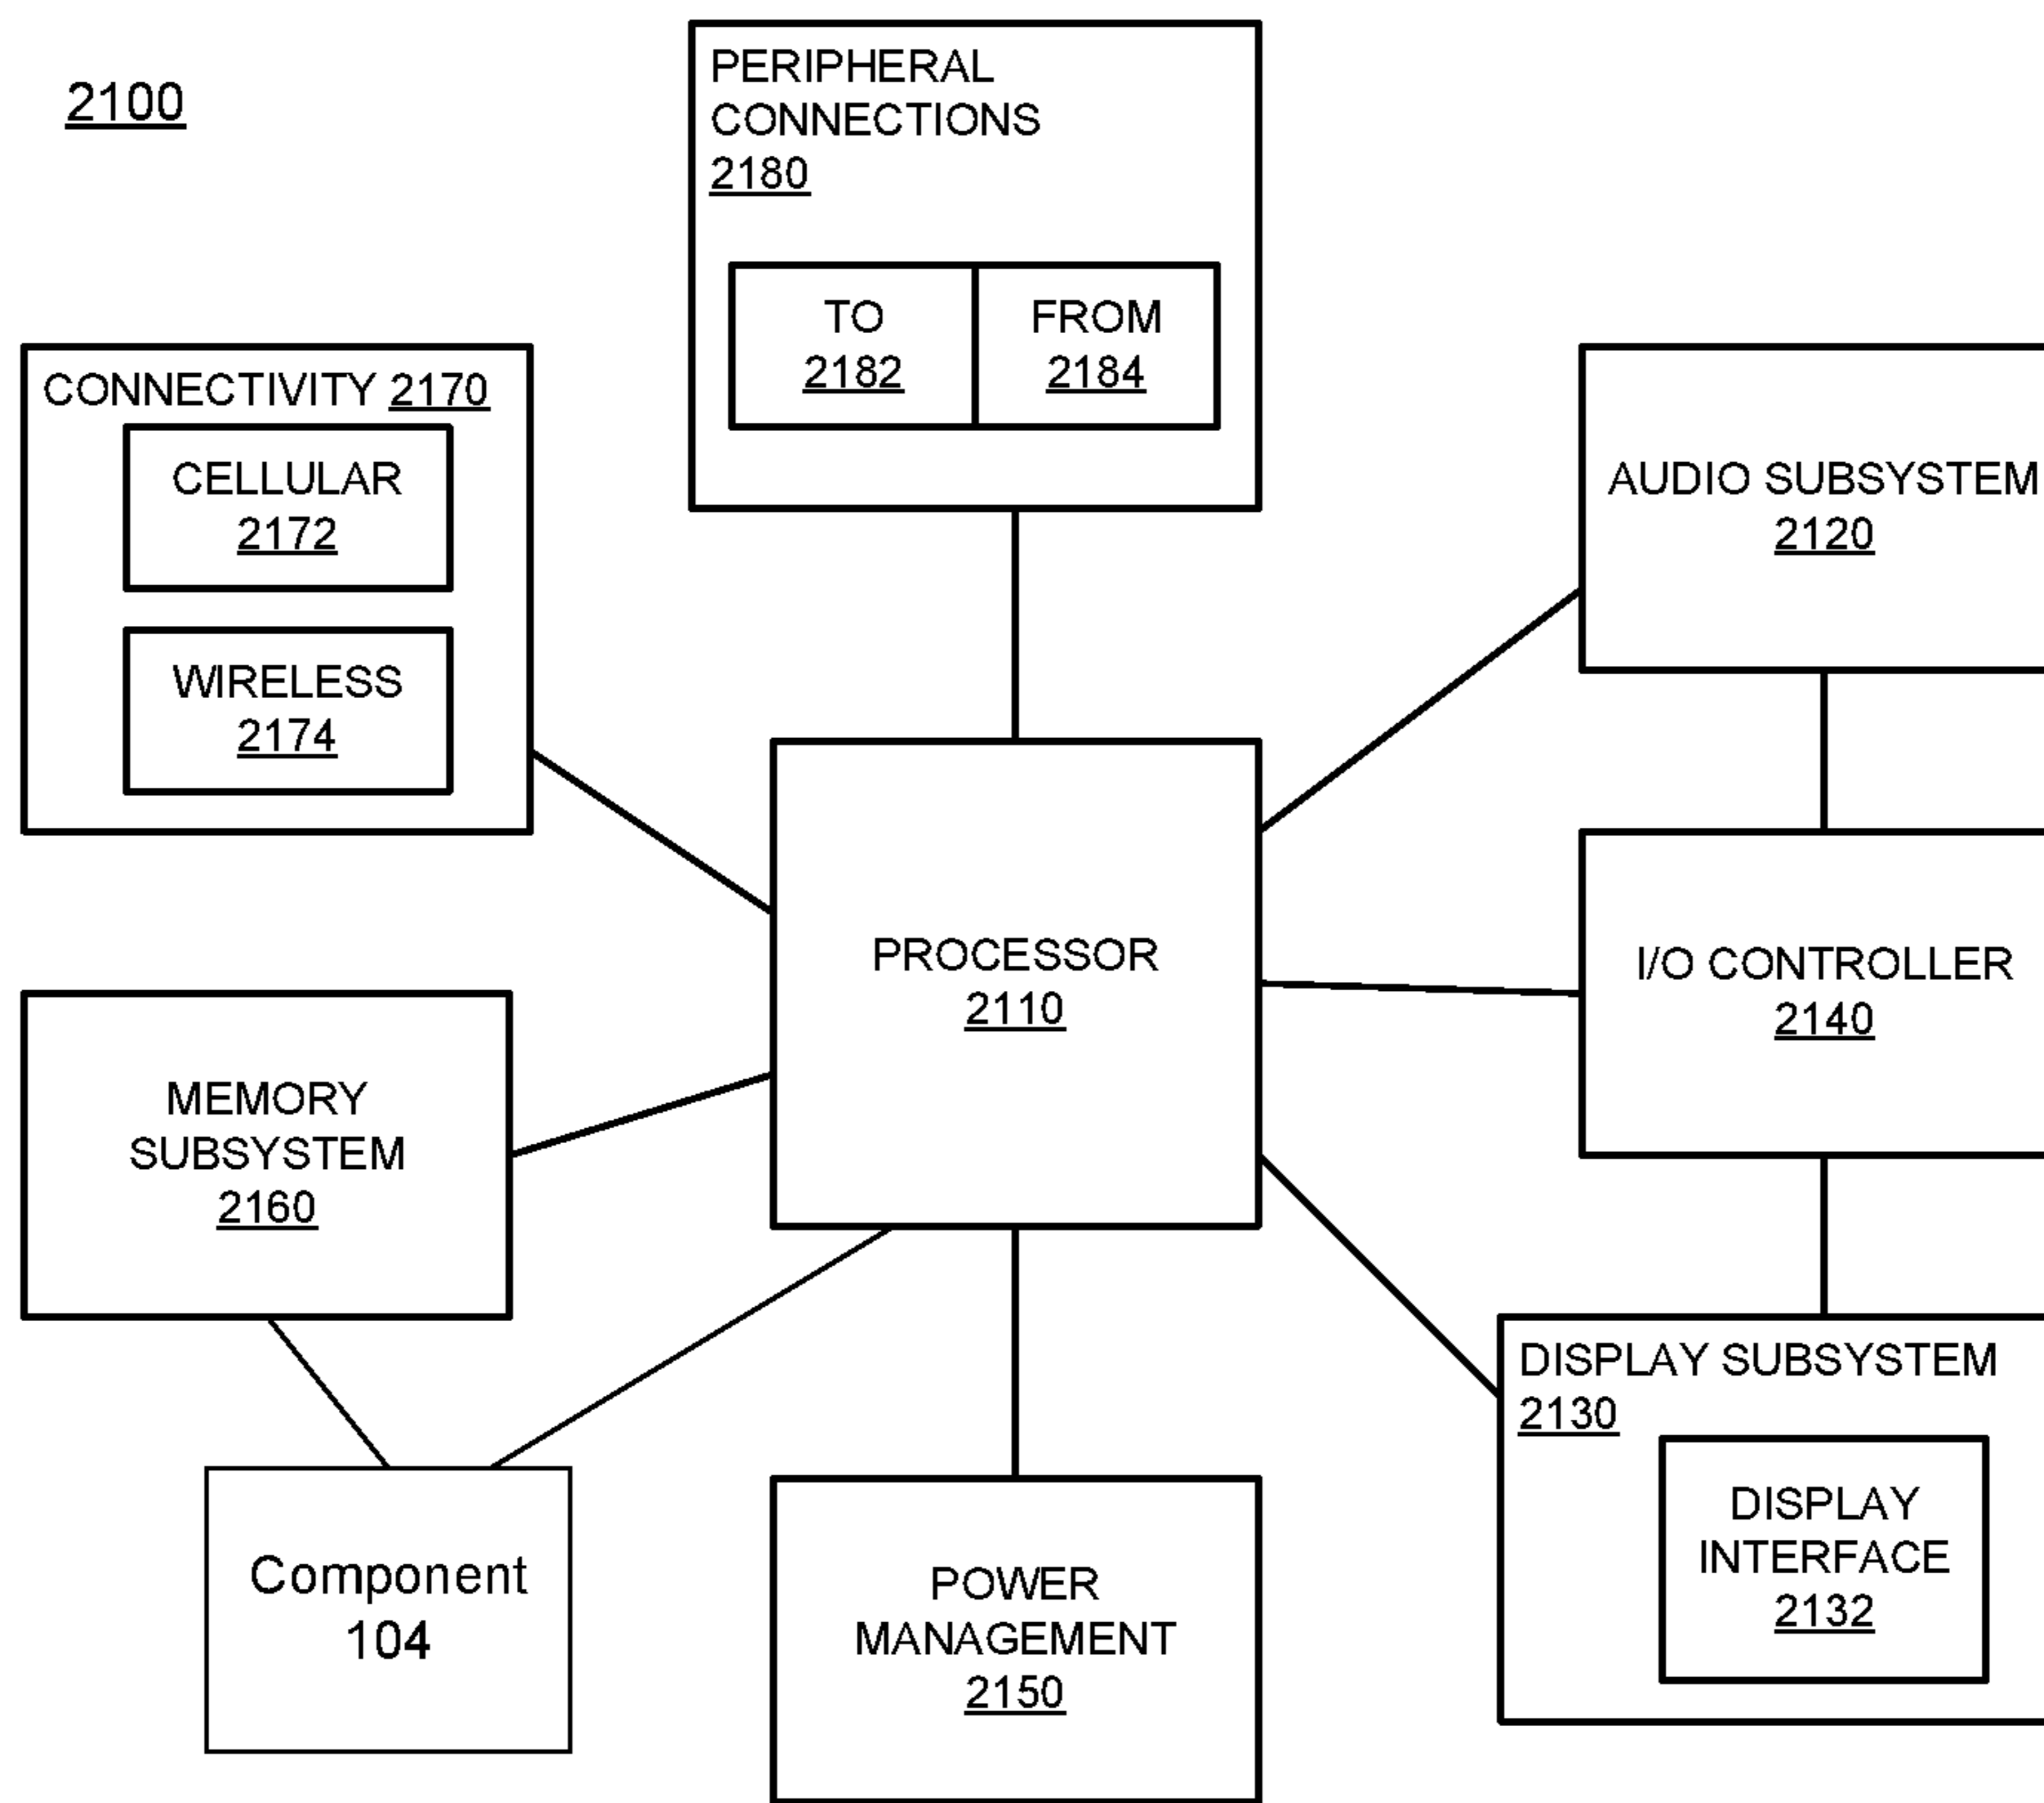 2100
PERIPHERAL
CONNECTIONS
2180
TO
2182
FROM
2184
CONNECTIVITY 2170
CELLULAR
2172
WIRELESS
2174
AUDIO SUBSYSTEM
2120
PROCESSOR
2110
I/O CONTROLLER
2140
MEMORY
SUBSYSTEM
2160
DISPLAY SUBSYSTEM
2130
DISPLAY
INTERFACE
2132
Component
104
POWER
MANAGEMENT
2150